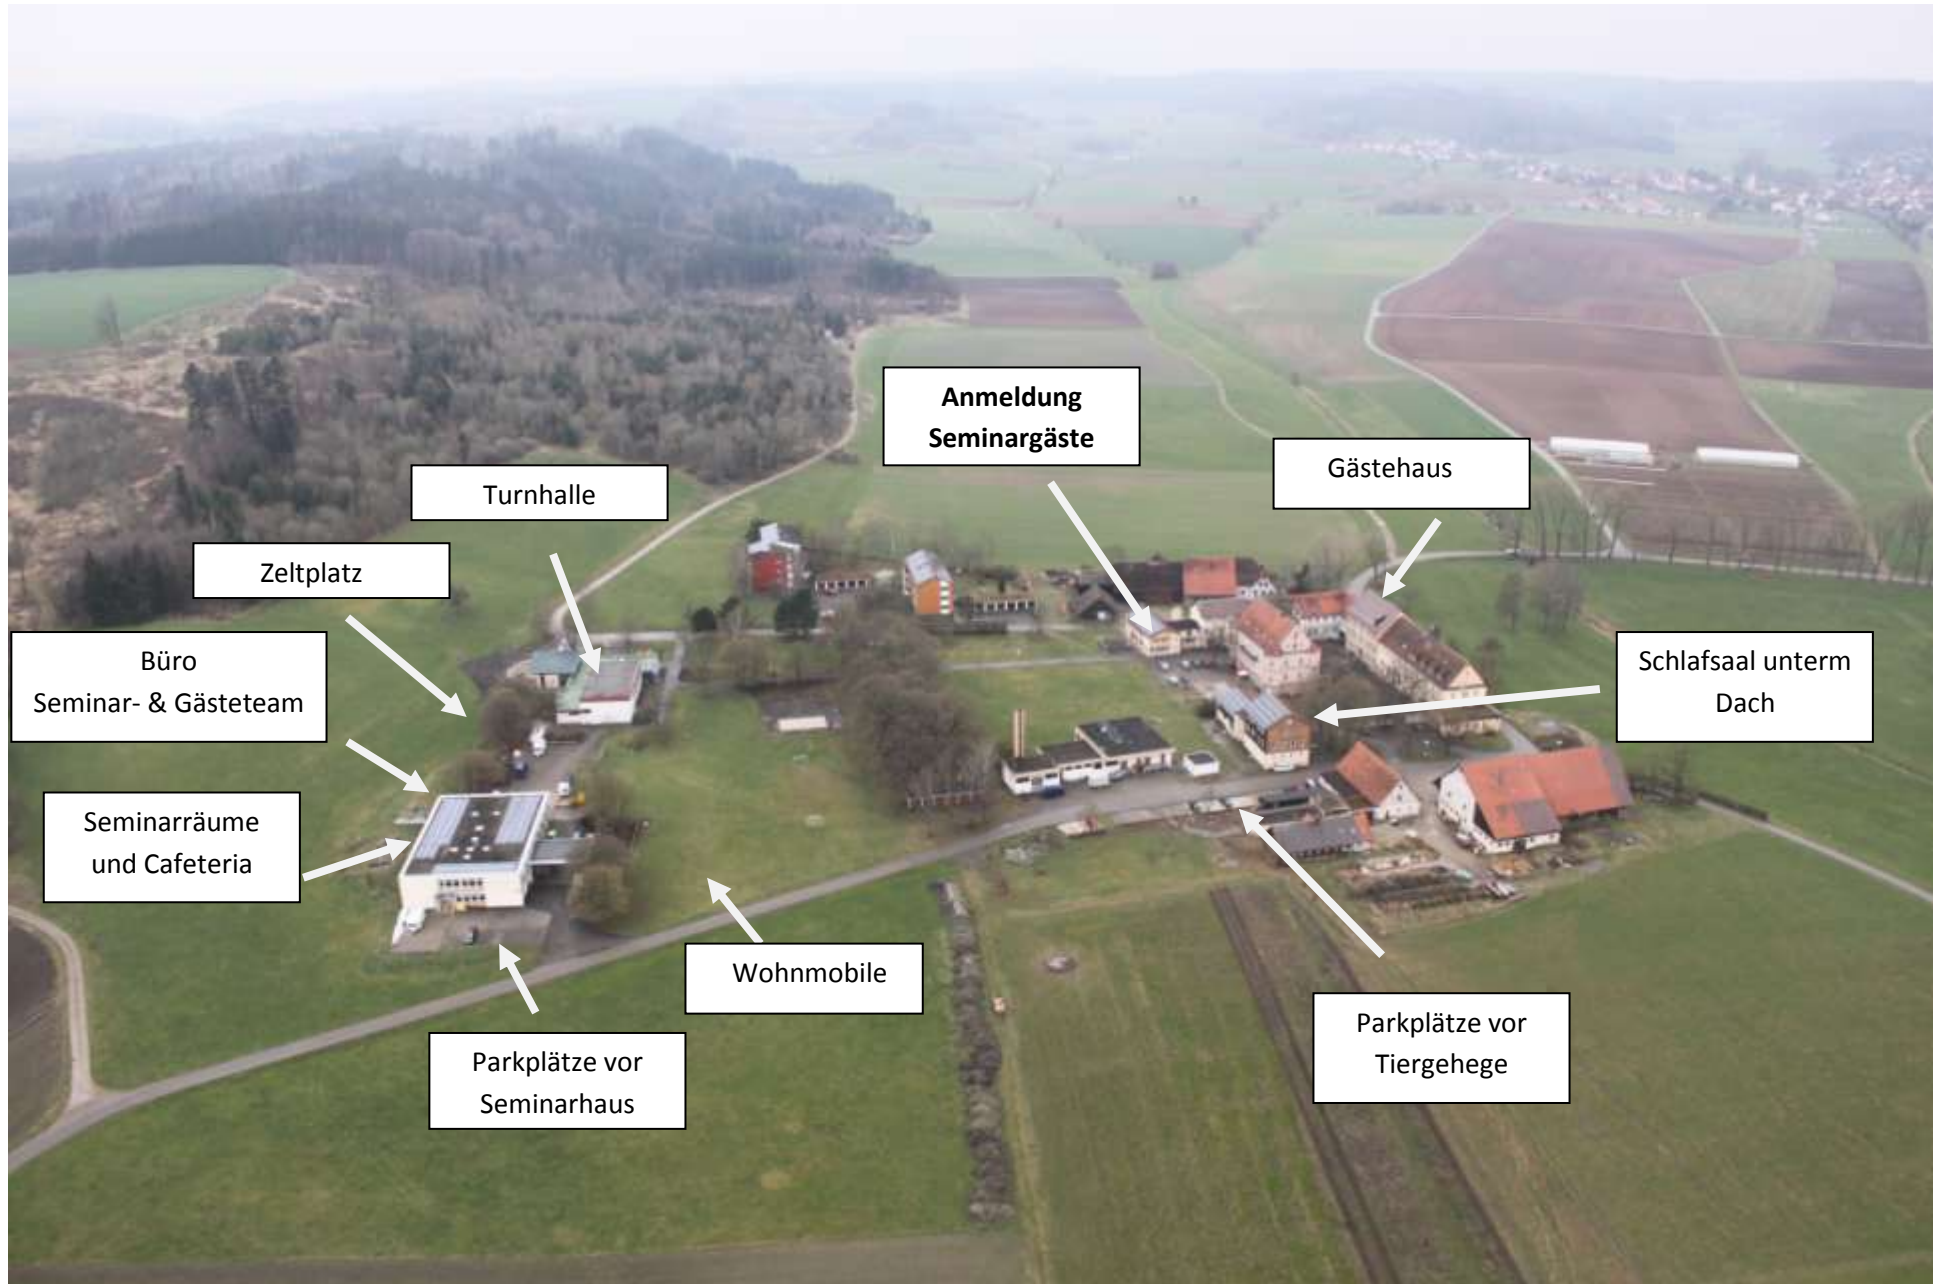 Anmeldung
Seminargäste
Gästehaus
Turnhalle
Zeltplatz
Büro
Seminar- & Gästeteam
Schlafsaal unterm
Dach
Seminarräume
und Cafeteria
Wohnmobile
Parkplätze vor
Seminarhaus
Parkplätze vor
Tiergehege